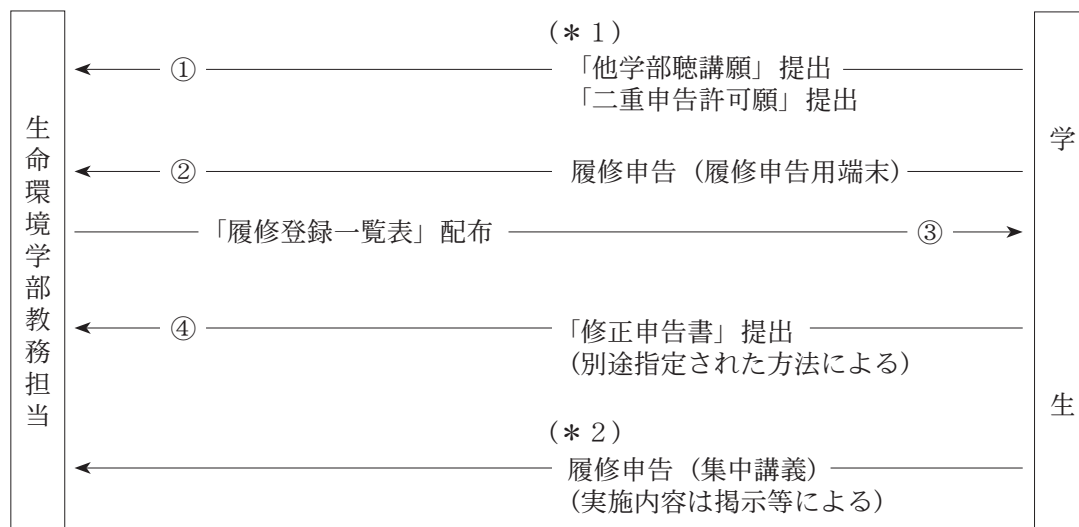 生命環境学部教務担当
学生
(＊1)
①
「他学部聴講願」提出
「二重申告許可願」提出
②
履修申告(履修申告用端末)
「履修登録一覧表」配布
③
④
「修正申告書」提出
(別途指定された方法による)
(＊2)
履修申告(集中講義)
(実施内容は掲示等による)